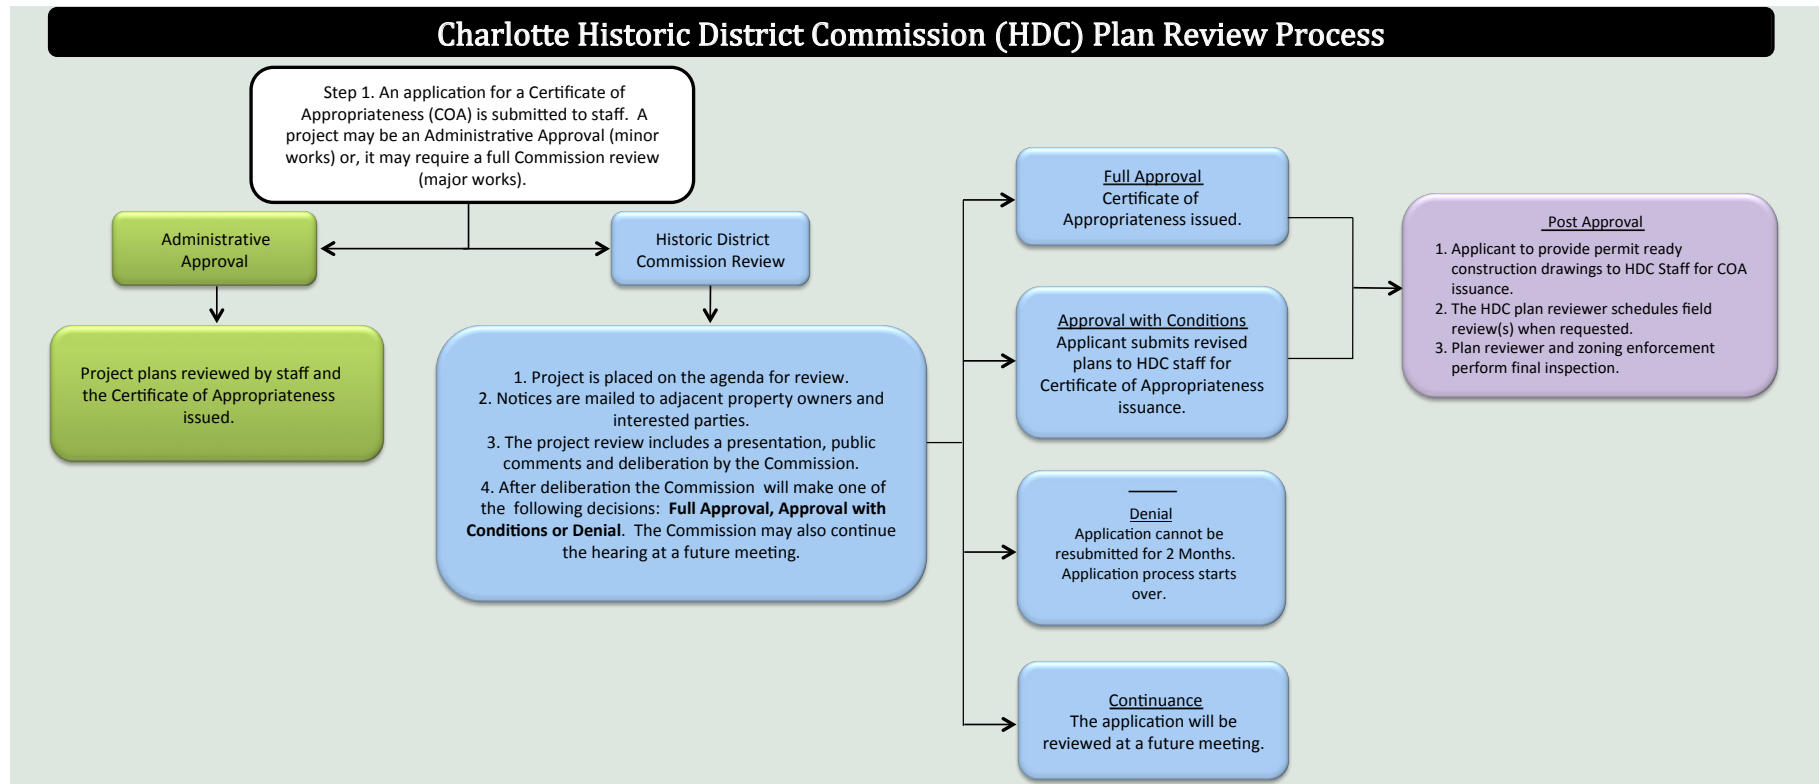 Charlotte Historic District Commission (HDC) Plan Review Process
Step 1. An application for a Certificate of
Appropriateness (COA) is submitted to staff. A
project may be an Administrative Approval (minor
works) or, it may require a full Commission review
(major works).
Administrative
Approval
Historic District
Commission Review
Project plans reviewed by staff and
the Certificate of Appropriateness
issued.
1. Project is placed on the agenda for review.
2. Notices are mailed to adjacent property owners and
interested parties.
3. The project review includes a presentation, public
comments and deliberation by the Commission.
4. After deliberation the Commission will make one of
the following decisions: Full Approval, Approval with
Conditions or Denial. The Commission may also continue
the hearing at a future meeting.
Full Approval
Certificate of
Appropriateness issued.
Approval with Conditions
Applicant submits revised
plans to HDC staff for
Certificate of Appropriateness
issuance.
Denial
Application cannot be
resubmitted for 2 Months.
Application process starts
over.
Continuance
The application will be
reviewed at a future meeting.
Post Approval
1. Applicant to provide permit ready
construction drawings to HDC Staff for COA
issuance.
2. The HDC plan reviewer schedules field
review(s) when requested.
3. Plan reviewer and zoning enforcement
perform final inspection.